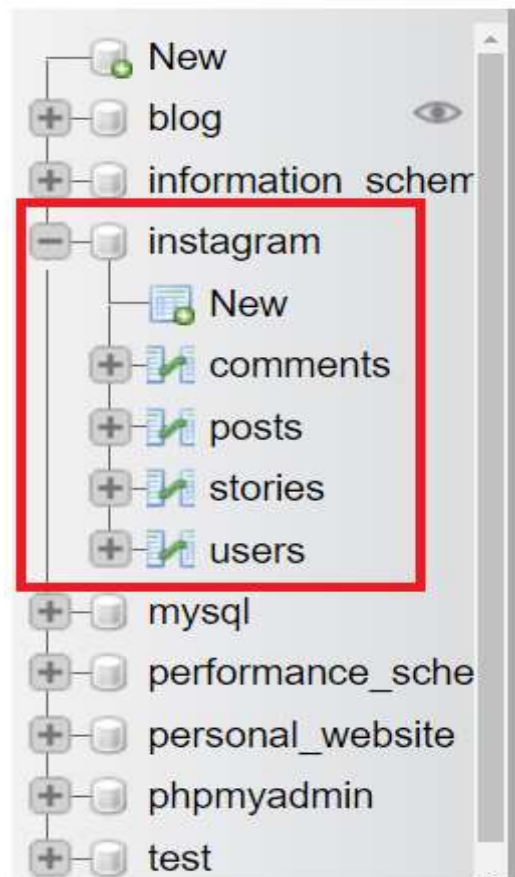 New
blog
information_schem
instagram
New
comments
posts
stories
users
mysql
performance_sche
personal_website
phpmyadmin
test